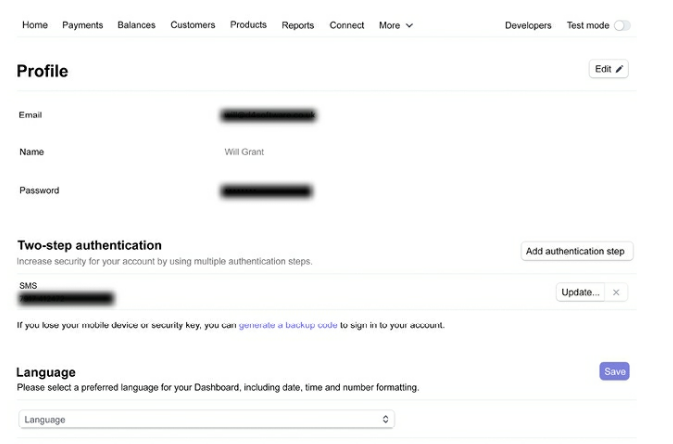 Home Payments Balances Customers Products Reports Connect More Developers Test mode
Profile Edit
Email
Name Will Grant
Password
Two-step authentication
Increase security for your account by using multiple authentication steps. Add authentication step
SMS
Update... ×
If you lose your mobile device or security key, you can generate a backup code to sign in to your account.
Language Save
Please select a preferred language for your Dashboard, including date, time and number formatting.
Language